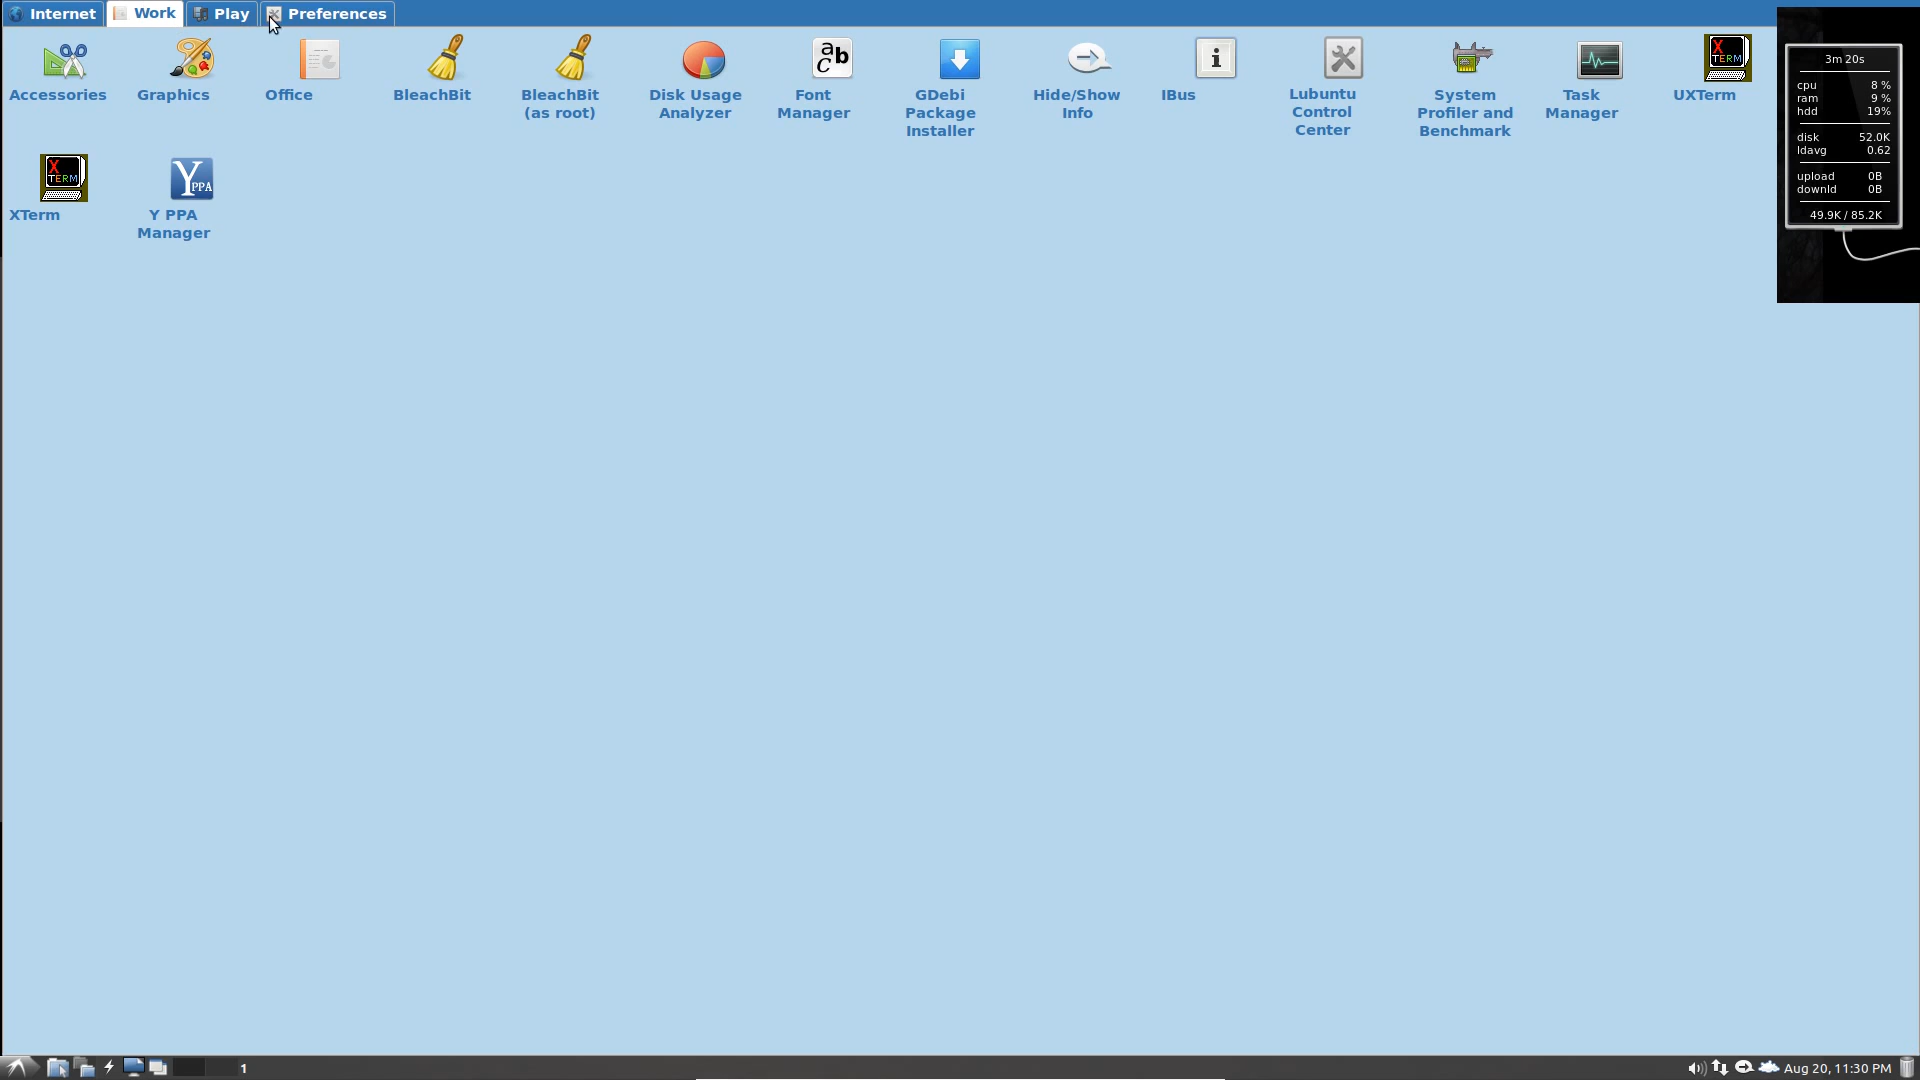 Internet Work Play Preferences
Accessories
Graphics
Office
BleachBit
BleachBit
(as root)
Disk Usage
Analyzer
Font
Manager
GDebi
Package
Installer
Hide/Show
Info
IBus
Lubuntu
Control
Center
System
Profiler and
Benchmark
Task
Manager
UXTerm
XTerm
Y PPA
Manager
a b c
i
X TERM
X TERM
Y PPA
3m 20s
cpu 8 %
ram 9 %
hdd 19%
disk 52.0K
ldavg 0.62
upload 0B
downld 0B
49.9K / 85.2K
1
Aug 20, 11:30 PM